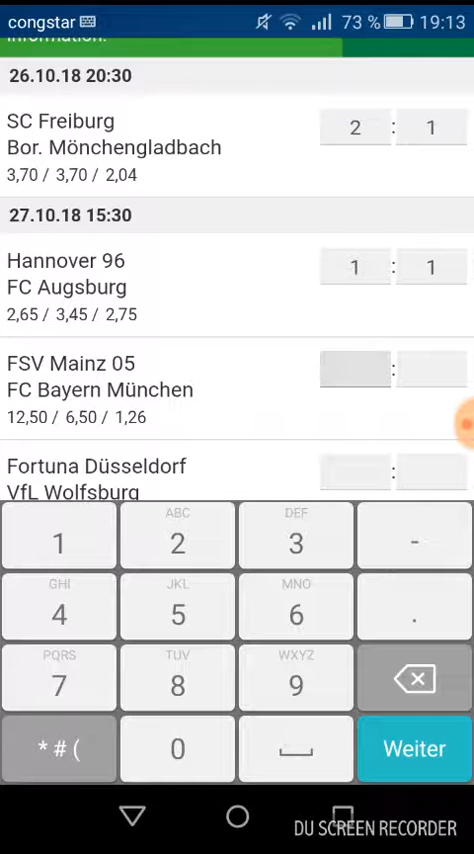 congstar 73 % 19:13
Information.
26.10.18 20:30
SC Freiburg
2 : 1
Bor. Mönchengladbach
3,70 / 3,70 / 2,04
27.10.18 15:30
Hannover 96
1 : 1
FC Augsburg
2,65 / 3,45 / 2,75
FSV Mainz 05
:
FC Bayern München
12,50 / 6,50 / 1,26
Fortuna Düsseldorf
:
VfL Wolfsburg
ABC DEF
1 2 3 -
GHI JKL MNO
4 5 6 .
PQRS TUV WXYZ
7 8 9
* # ( 0 Weiter
DU SCREEN RECORDER